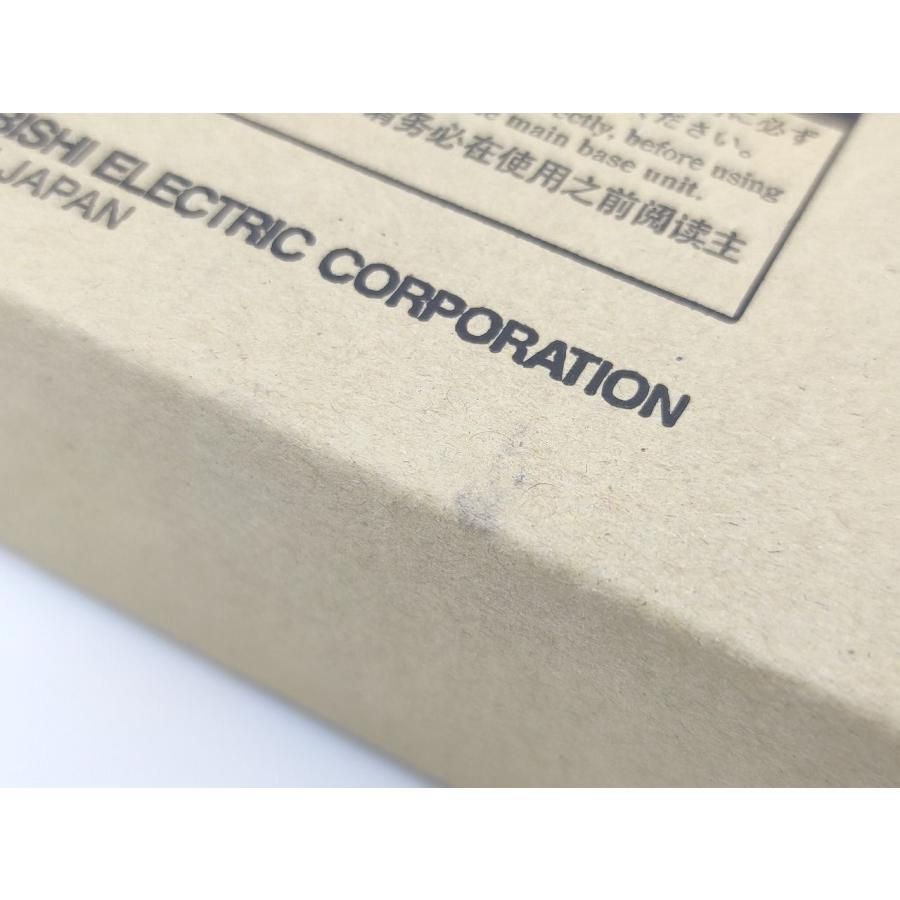 に必ず
ください。
ectly, before using
e main base unit.
请务必在使用之前阅读主
BISHI ELECTRIC CORPORATION
JAPAN